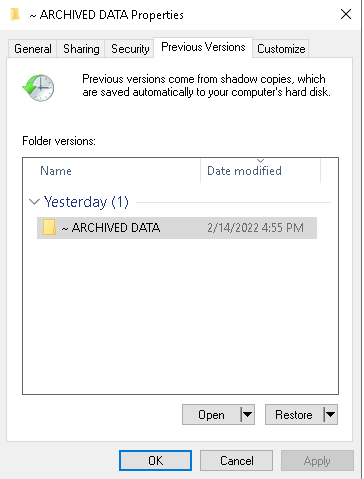 ~ ARCHIVED DATA Properties
General Sharing Security Previous Versions Customize
Previous versions come from shadow copies, which
are saved automatically to your computer's hard disk.
Folder versions:
Name Date modified
Yesterday (1)
~ ARCHIVED DATA 2/14/2022 4:55 PM
Open Restore
OK Cancel Apply